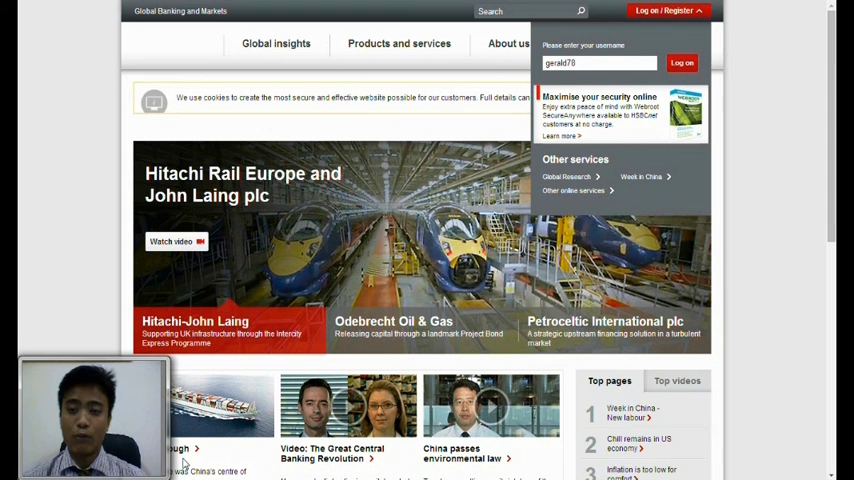 Global Banking and Markets
Search
Log on / Register
Global insights
Products and services
About us
Please enter your username
gerald78
Log on
We use cookies to create the most secure and effective website possible for our customers. Full details can
Maximise your security online
Enjoy extra peace of mind with Webroot
SecureAnywhere available to HSBCnet
customers at no charge.
Learn more >
WEBROOT
Other services
Global Research
Week in China
Other online services
Hitachi Rail Europe and
John Laing plc
Watch video
Hitachi-John Laing
Supporting UK infrastructure through the Intercity
Express Programme
Odebrecht Oil & Gas
Releasing capital through a landmark Project Bond
Petroceltic International plc
A strategic upstream financing solution in a turbulent
market
Top pages
Top videos
1
Week in China -
New labour
2
Chill remains in US
economy
3
Inflation is too low for
comfort
Video: The Great Central
Banking Revolution
China passes
environmental law
was China's centre of